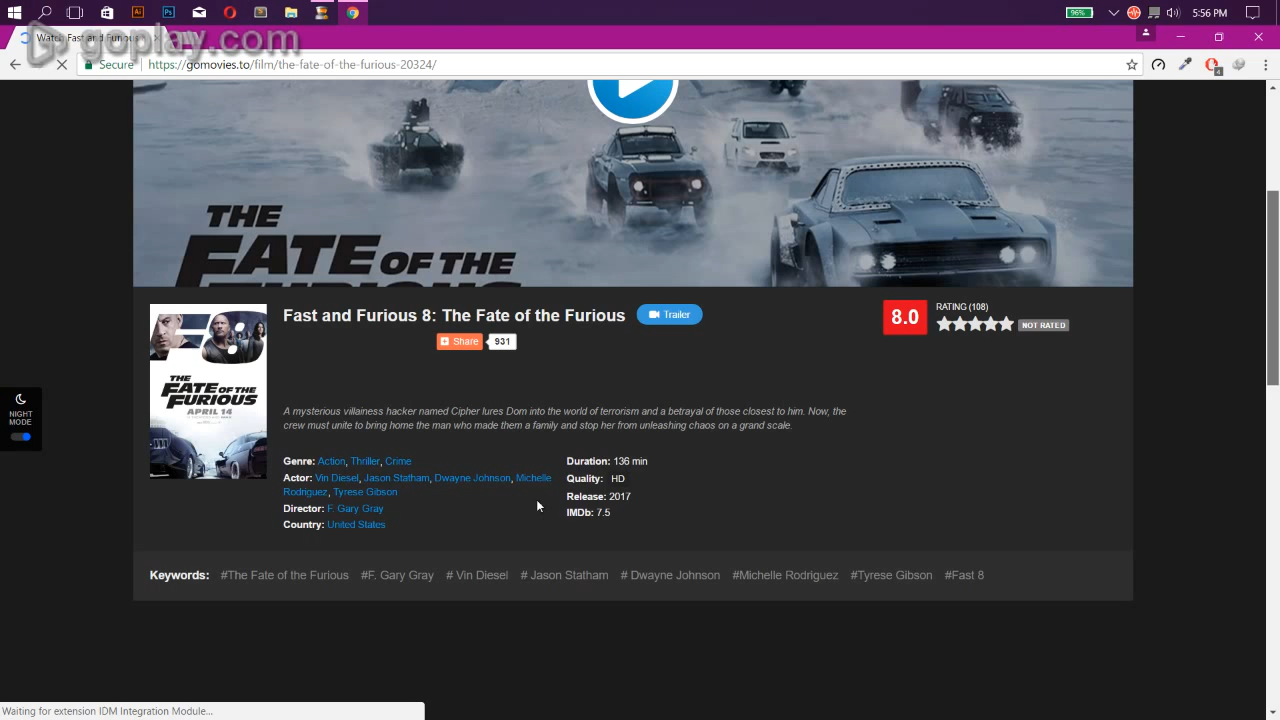 96%
5:56 PM
Watch Fast and Furious
goplay.com
Secure
https://gomovies.to/film/the-fate-of-the-furious-20324/
4
THE
FATE OF THE
Fast and Furious 8: The Fate of the Furious
Trailer
8.0
RATING (108)
NOT RATED
Share
931
F8
THE
FATE OF THE
FURIOUS
APRIL 14
NIGHT
MODE
A mysterious villainess hacker named Cipher lures Dom into the world of terrorism and a betrayal of those closest to him. Now, the
crew must unite to bring home the man who made them a family and stop her from unleashing chaos on a grand scale.
Genre: Action, Thriller, Crime
Actor: Vin Diesel, Jason Statham, Dwayne Johnson, Michelle
Rodriguez, Tyrese Gibson
Director: F. Gary Gray
Country: United States
Duration: 136 min
Quality: HD
Release: 2017
IMDb: 7.5
Keywords: #The Fate of the Furious #F. Gary Gray # Vin Diesel # Jason Statham # Dwayne Johnson #Michelle Rodriguez #Tyrese Gibson #Fast 8
Waiting for extension IDM Integration Module...